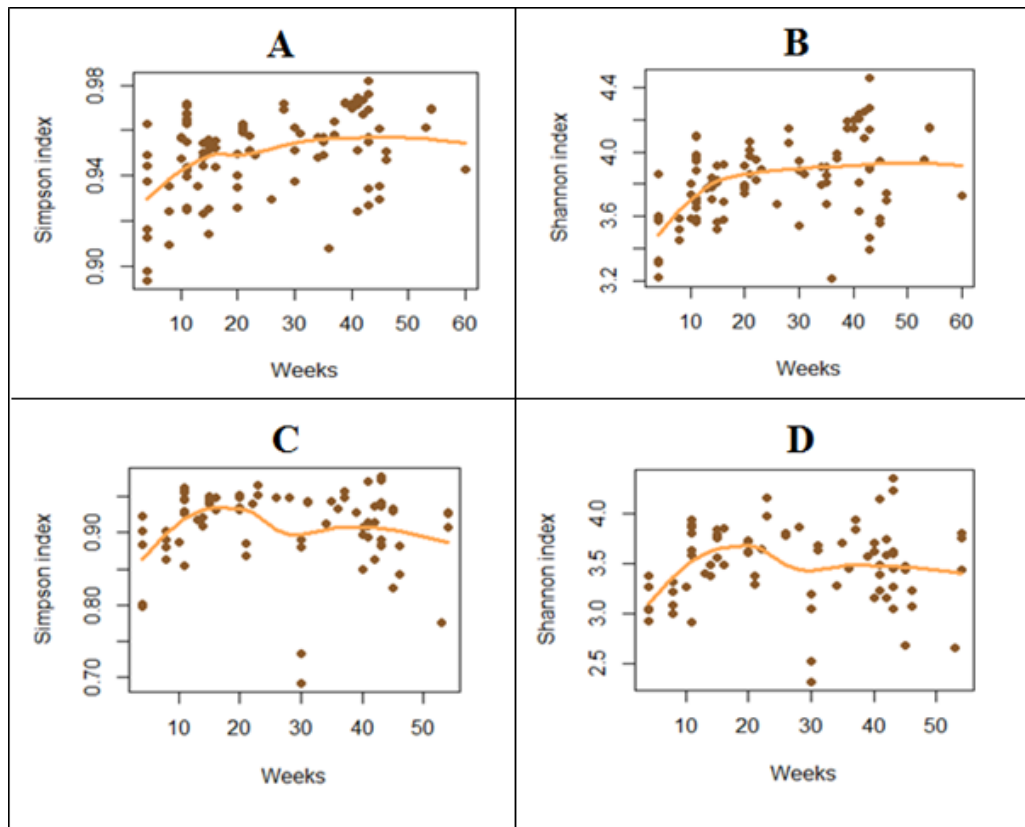 A
Simpson index
0.98
0.94
0.90
10 20 30 40 50 60
Weeks
B
Shannon index
4.4
4.0
3.6
3.2
10 20 30 40 50 60
Weeks
C
Simpson index
0.90
0.80
0.70
10 20 30 40 50
Weeks
D
Shannon index
4.0
3.5
3.0
2.5
10 20 30 40 50
Weeks